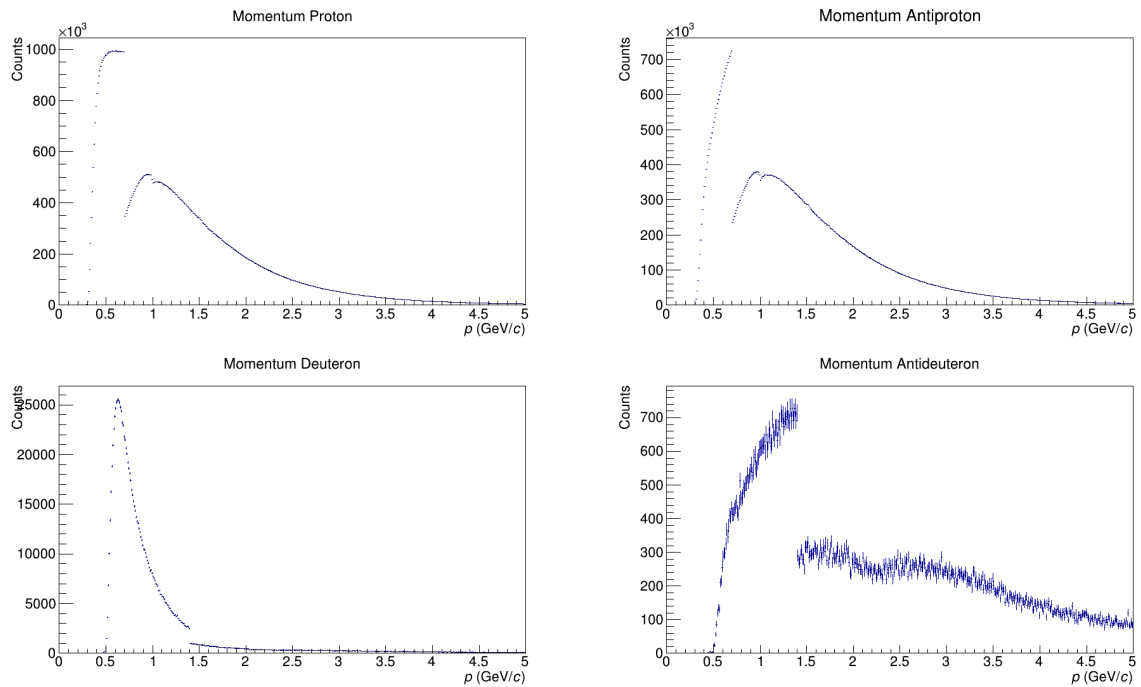 Momentum Proton
×10³
Counts
1000
800
600
400
200
0
0 0.5 1 1.5 2 2.5 3 3.5 4 4.5 5
p (GeV/c)
Momentum Antiproton
×10³
Counts
700
600
500
400
300
200
100
0
0 0.5 1 1.5 2 2.5 3 3.5 4 4.5 5
p (GeV/c)
Momentum Deuteron
Counts
25000
20000
15000
10000
5000
0
0 0.5 1 1.5 2 2.5 3 3.5 4 4.5 5
p (GeV/c)
Momentum Antideuteron
Counts
700
600
500
400
300
200
100
0
0 0.5 1 1.5 2 2.5 3 3.5 4 4.5 5
p (GeV/c)